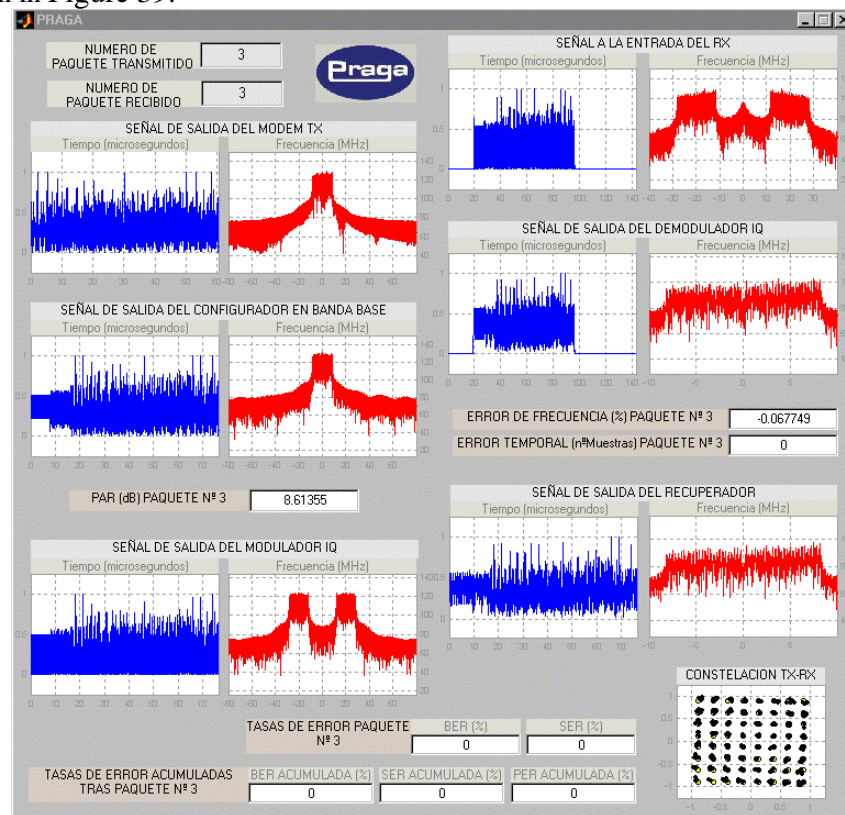 n in Figure 39.
PRAGA
NUMERO DE
PAQUETE TRANSMITIDO
3
NUMERO DE
PAQUETE RECIBIDO
3
Praga
SEÑAL DE SALIDA DEL MODEM TX
Tiempo (microsegundos)
Frecuencia (MHz)
SEÑAL DE SALIDA DEL CONFIGURADOR EN BANDA BASE
Tiempo (microsegundos)
Frecuencia (MHz)
PAR (dB) PAQUETE Nº 3
8.61355
SEÑAL DE SALIDA DEL MODULADOR IQ
Tiempo (microsegundos)
Frecuencia (MHz)
SEÑAL A LA ENTRADA DEL RX
Tiempo (microsegundos)
Frecuencia (MHz)
SEÑAL DE SALIDA DEL DEMODULADOR IQ
Tiempo (microsegundos)
Frecuencia (MHz)
ERROR DE FRECUENCIA (%) PAQUETE Nº 3
-0.067749
ERROR TEMPORAL (nºMuestras) PAQUETE Nº 3
0
SEÑAL DE SALIDA DEL RECUPERADOR
Tiempo (microsegundos)
Frecuencia (MHz)
CONSTELACION TX-RX
TASAS DE ERROR PAQUETE
Nº 3
BER (%)
0
SER (%)
0
TASAS DE ERROR ACUMULADAS
TRAS PAQUETE Nº 3
BER ACUMULADA (%)
0
SER ACUMULADA (%)
0
PER ACUMULADA (%)
0